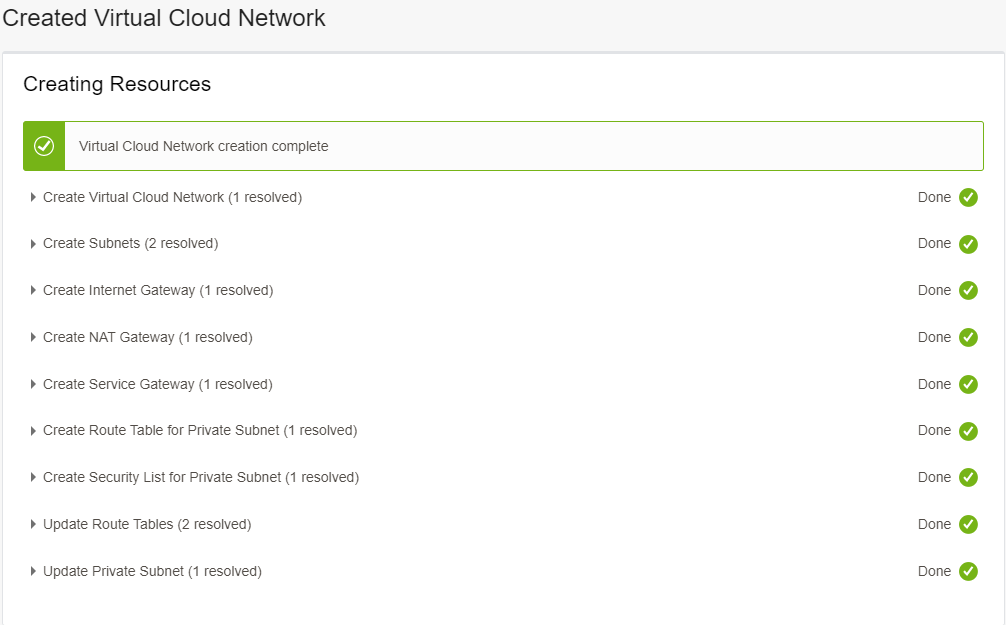 Created Virtual Cloud Network
Creating Resources
Virtual Cloud Network creation complete
Create Virtual Cloud Network (1 resolved) Done
Create Subnets (2 resolved) Done
Create Internet Gateway (1 resolved) Done
Create NAT Gateway (1 resolved) Done
Create Service Gateway (1 resolved) Done
Create Route Table for Private Subnet (1 resolved) Done
Create Security List for Private Subnet (1 resolved) Done
Update Route Tables (2 resolved) Done
Update Private Subnet (1 resolved) Done